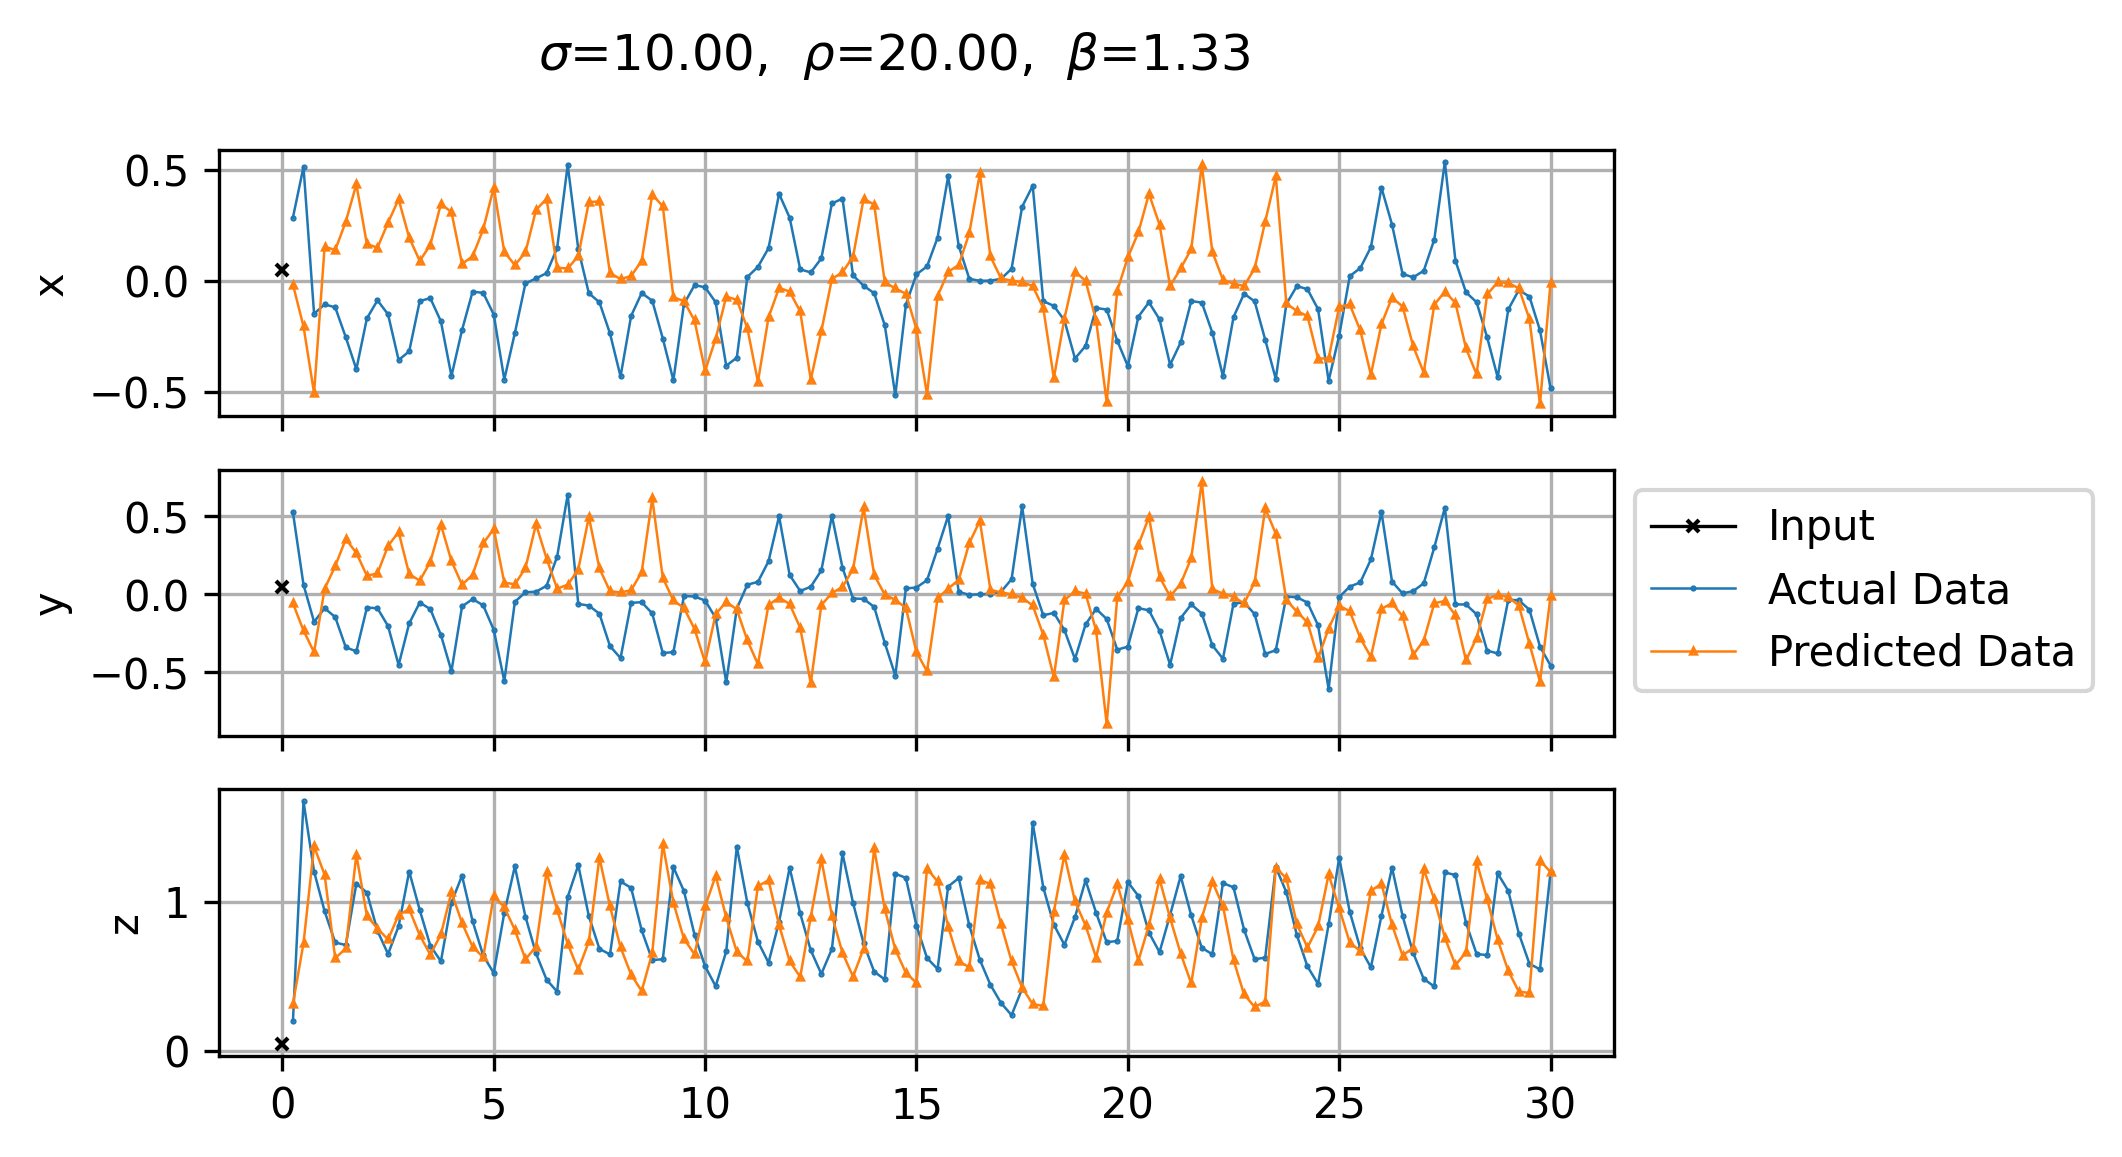 σ=10.00, ρ=20.00, β=1.33
x
0.5
0.0
−0.5
y
0.5
0.0
−0.5
Input
Actual Data
Predicted Data
z
1
0
0 5 10 15 20 25 30